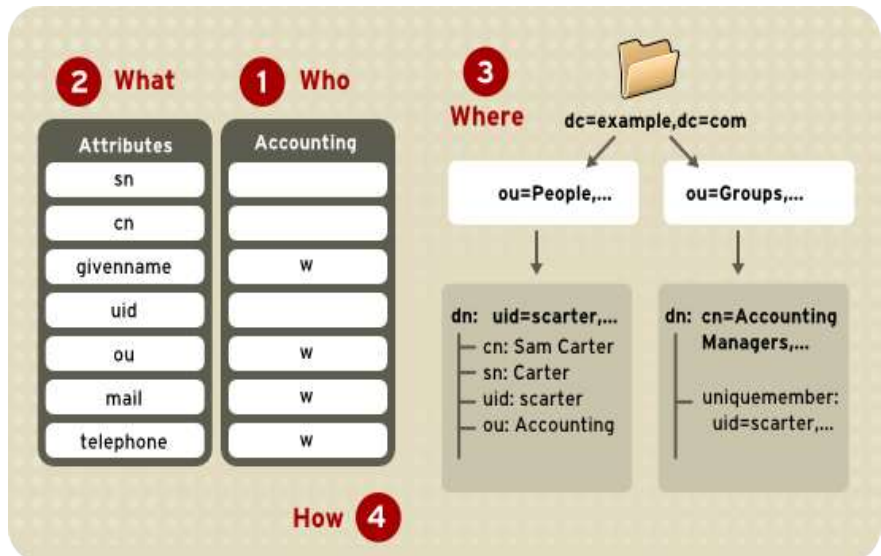 2 What
1 Who
3
Where
dc=example,dc=com
Attributes
sn
cn
givenname
uid
ou
mail
telephone
Accounting
w
w
w
w
ou=People,...
ou=Groups,...
dn: uid=scarter,...
cn: Sam Carter
sn: Carter
uid: scarter
ou: Accounting
dn: cn=Accounting
Managers,...
uniquemember:
uid=scarter,...
How 4